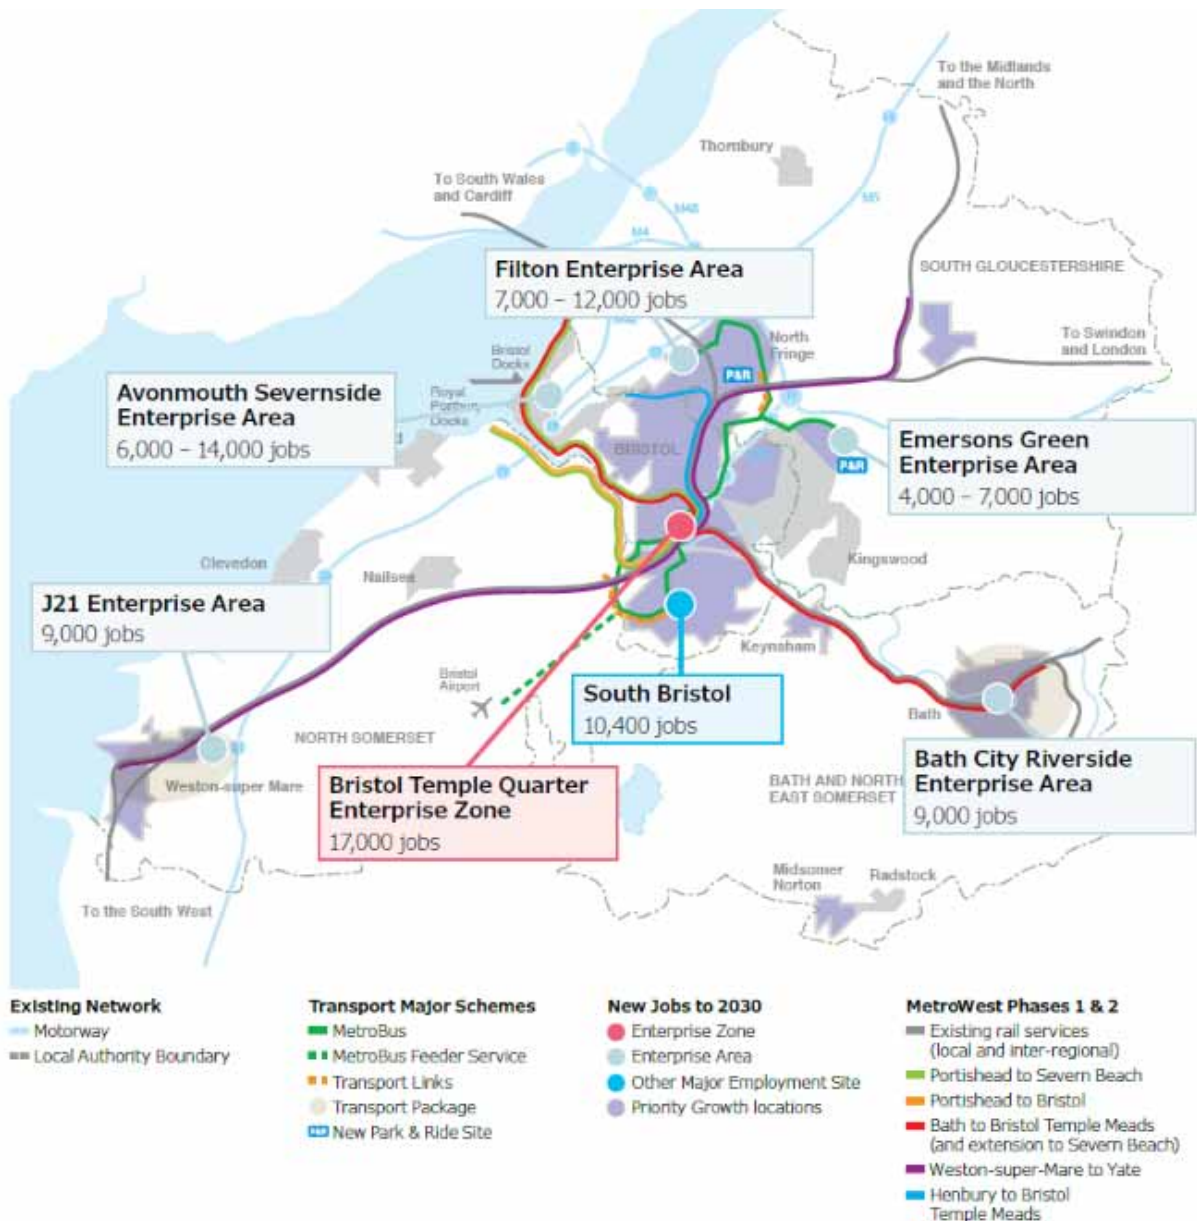 To the Midlands
and the North
Thornbury
To South Wales
and Cardiff
M48
M5
M4
Filton Enterprise Area
7,000 – 12,000 jobs
SOUTH GLOUCESTERSHIRE
To Swindon
and London
North
Fringe
Bristol
Docks
P&R
Avonmouth Severnside
Enterprise Area
6,000 – 14,000 jobs
Royal
Portbury
Docks
BRISTOL
Emersons Green
Enterprise Area
4,000 – 7,000 jobs
P&R
Clevedon
Nailsea
Kingswood
J21 Enterprise Area
9,000 jobs
Keynsham
Bristol
Airport
South Bristol
10,400 jobs
Bath
NORTH SOMERSET
Weston-super Mare
Bristol Temple Quarter
Enterprise Zone
17,000 jobs
BATH AND NORTH
EAST SOMERSET
Bath City Riverside
Enterprise Area
9,000 jobs
Midsomer
Norton
Radstock
To the South West
Existing Network
Motorway
Local Authority Boundary
Transport Major Schemes
MetroBus
MetroBus Feeder Service
Transport Links
Transport Package
P&R New Park & Ride Site
New Jobs to 2030
Enterprise Zone
Enterprise Area
Other Major Employment Site
Priority Growth locations
MetroWest Phases 1 & 2
Existing rail services
(local and inter-regional)
Portishead to Severn Beach
Portishead to Bristol
Bath to Bristol Temple Meads
(and extension to Severn Beach)
Weston-super-Mare to Yate
Henbury to Bristol
Temple Meads